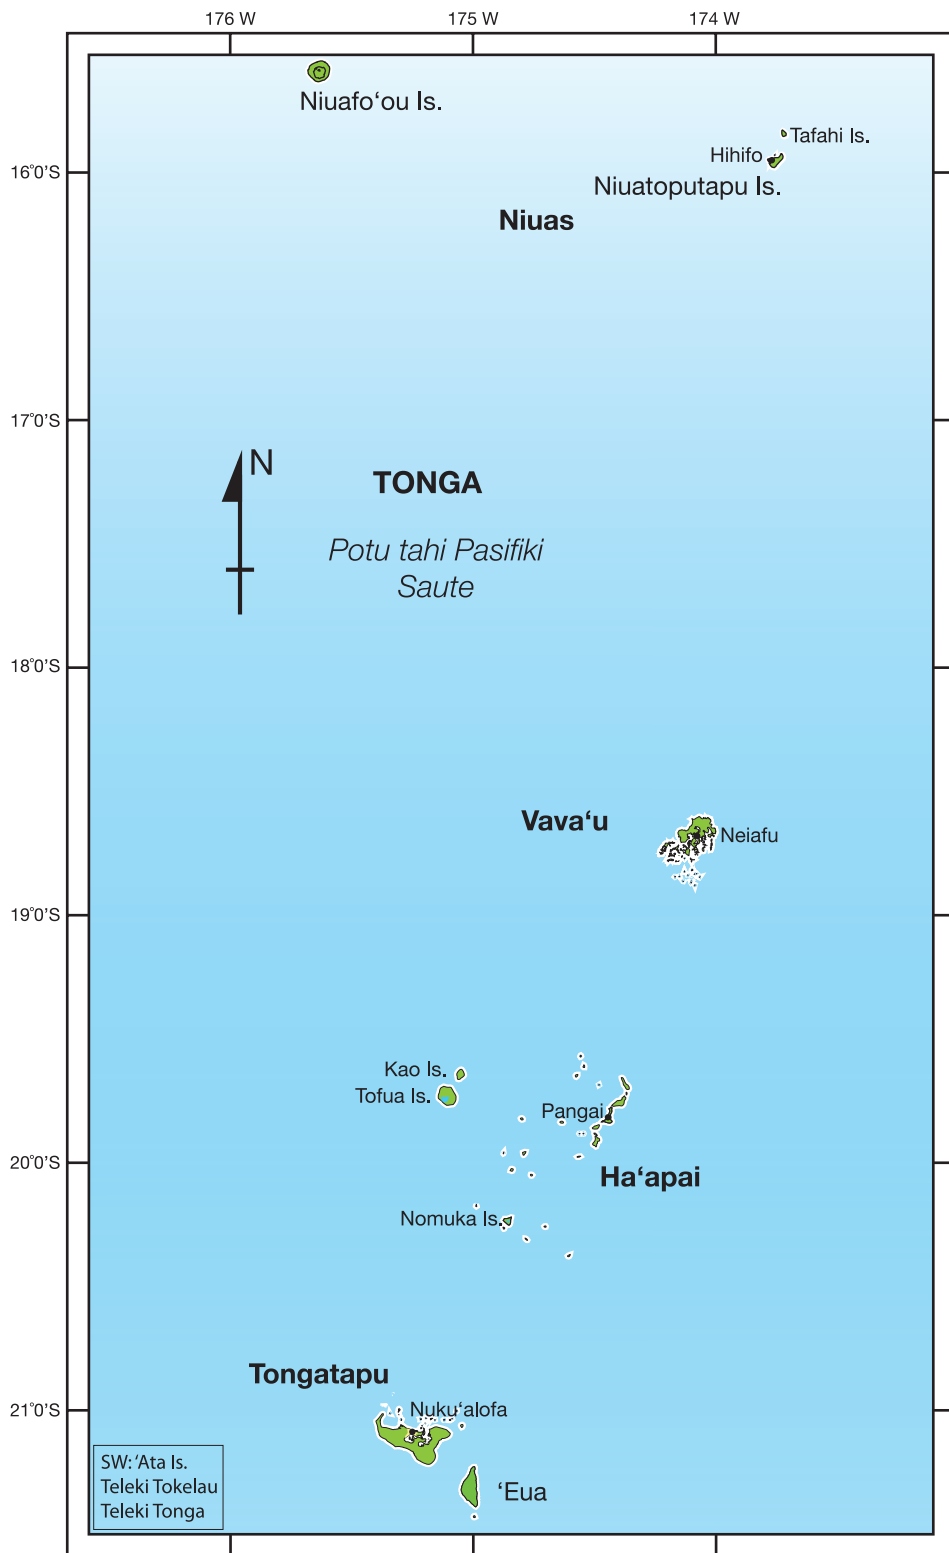 176 W
175 W
174 W
Niuafo‘ou Is.
Tafahi Is.
Hihifo
16°0'S
Niuatoputapu Is.
Niuas
17°0'S
N
TONGA
Potu tahi Pasifiki
Saute
18°0'S
Vava‘u
Neiafu
19°0'S
Kao Is.
Tofua Is.
Pangai
20°0'S
Ha‘apai
Nomuka Is.
Tongatapu
21°0'S
Nuku‘alofa
SW: ‘Ata Is.
Teleki Tokelau
Teleki Tonga
‘Eua